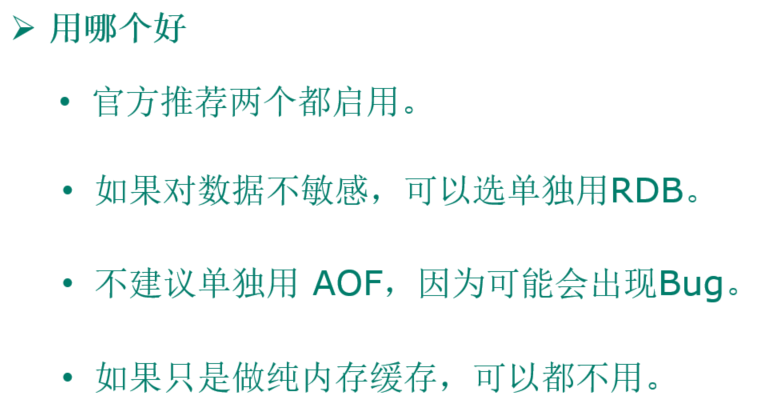 ➢ 用哪个好
• 官方推荐两个都启用。
• 如果对数据不敏感，可以选单独用RDB。
• 不建议单独用 AOF，因为可能会出现Bug。
• 如果只是做纯内存缓存，可以都不用。